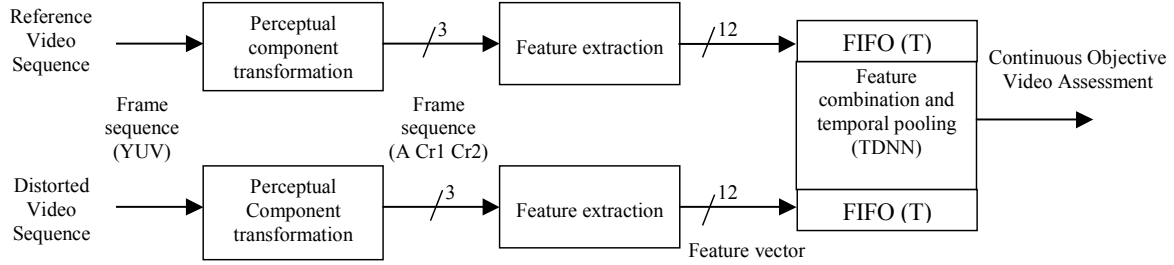 Reference
Video
Sequence
Perceptual
component
transformation
3
Feature extraction
12
FIFO (T)
Feature
combination and
temporal pooling
(TDNN)
Continuous Objective
Video Assessment
Frame
sequence
(YUV)
Frame
sequence
(A Cr1 Cr2)
Distorted
Video
Sequence
Perceptual
Component
transformation
3
Feature extraction
12
Feature vector
FIFO (T)